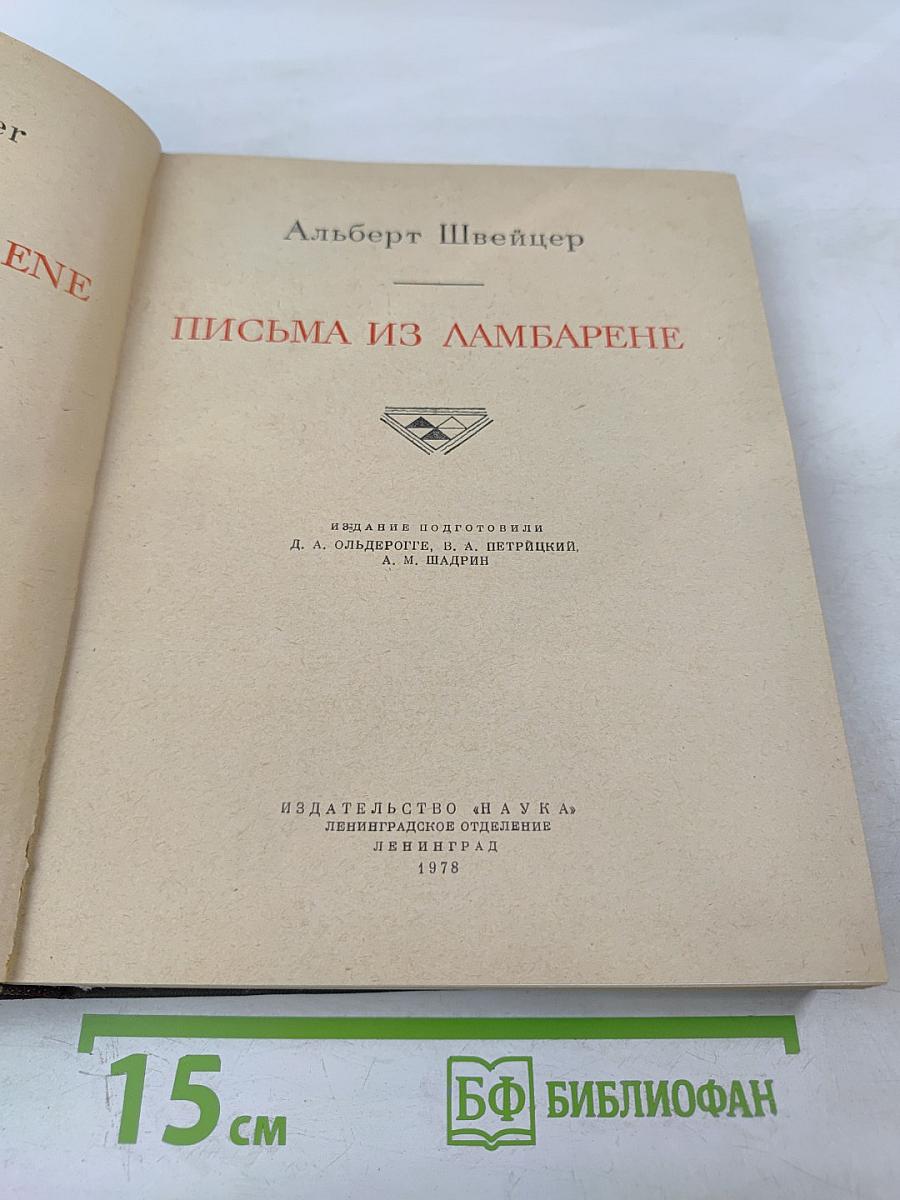 er
ENE
Альберт Швейцер
ПИСЬМА ИЗ ЛАМБАРЕНЕ
ИЗДАНИЕ ПОДГОТОВИЛИ
Д. А. ОЛЬДЕРОГГЕ, В. А. ПЕТРИЦКИЙ,
А. М. ШАДРИН
ИЗДАТЕЛЬСТВО «НАУКА»
ЛЕНИНГРАДСКОЕ ОТДЕЛЕНИЕ
ЛЕНИНГРАД
1978
15 см
БФ БИБЛИОФАН